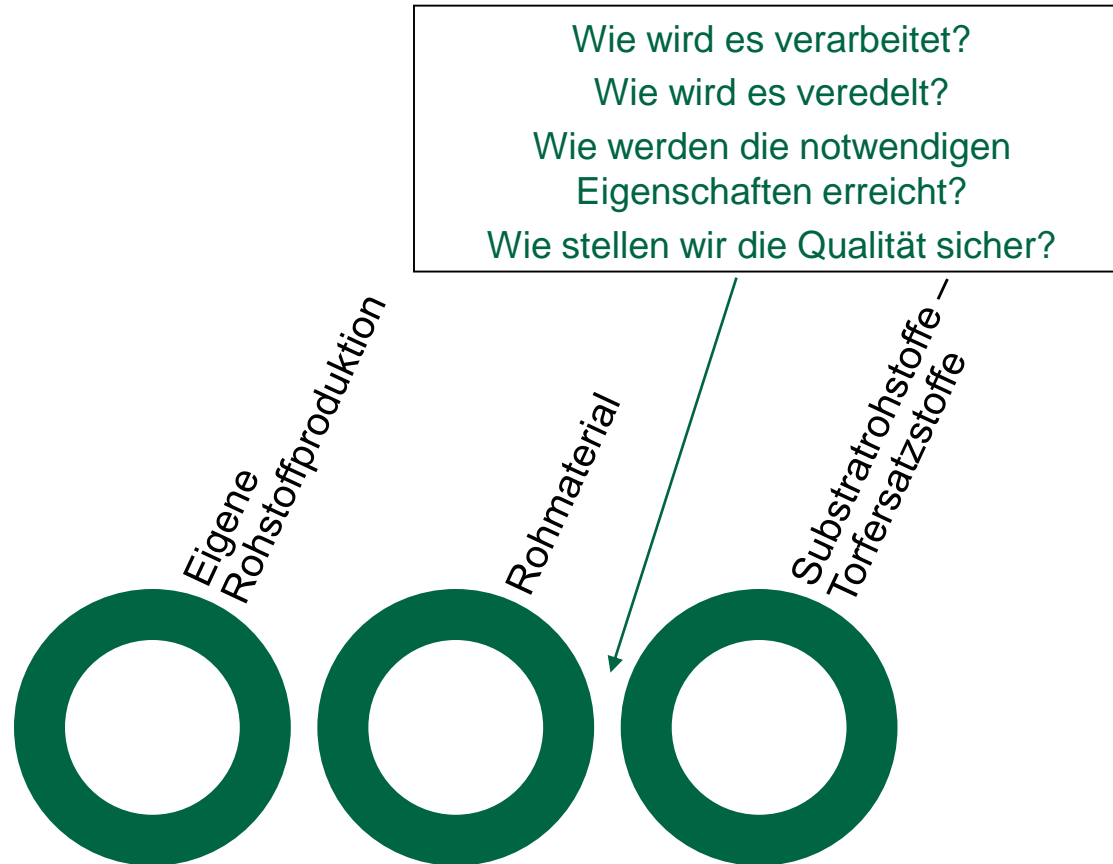 Wie wird es verarbeitet?
Wie wird es veredelt?
Wie werden die notwendigen
Eigenschaften erreicht?
Wie stellen wir die Qualität sicher?
Eigene
Rohstoffproduktion
Rohmaterial
Substratrohstoffe –
Torfersatzstoffe